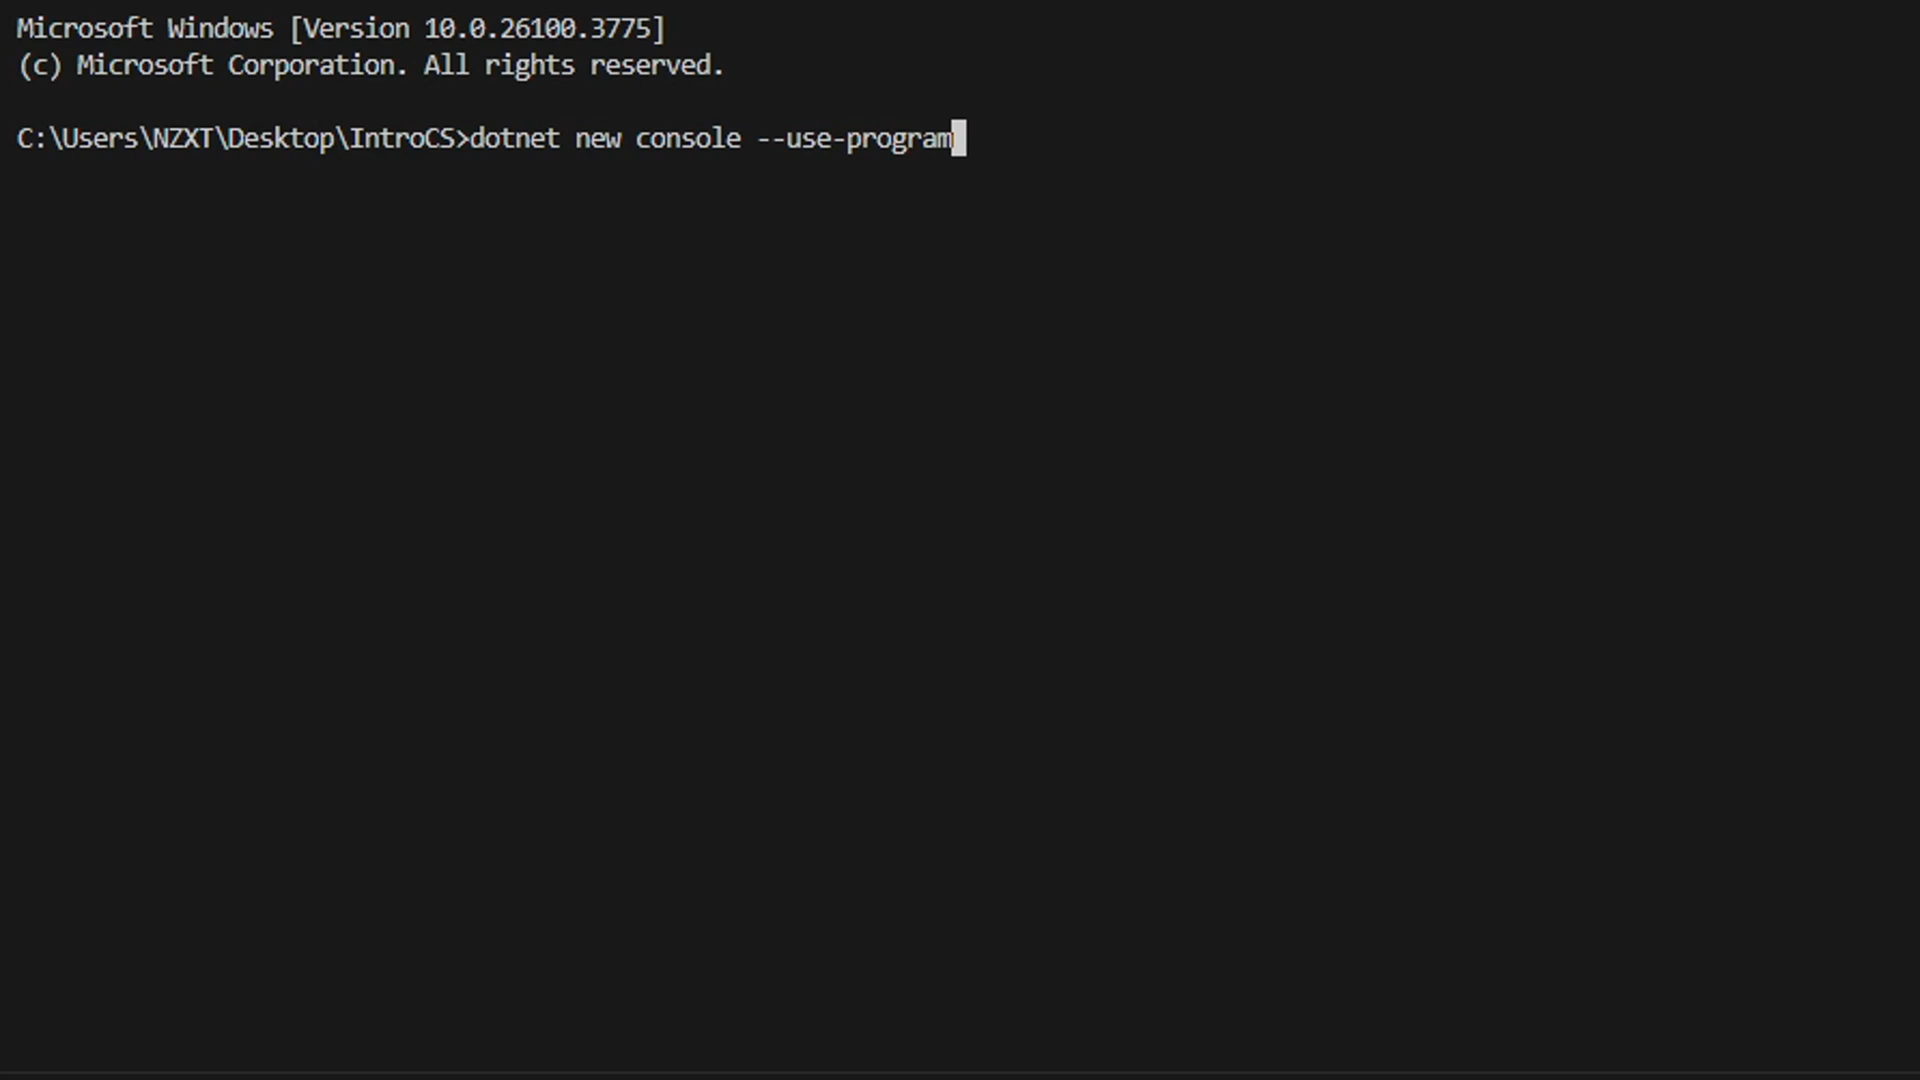 Microsoft Windows [Version 10.0.26100.3775]
(c) Microsoft Corporation. All rights reserved.
C:\Users\NZXT\Desktop\IntroCS>dotnet new console --use-program